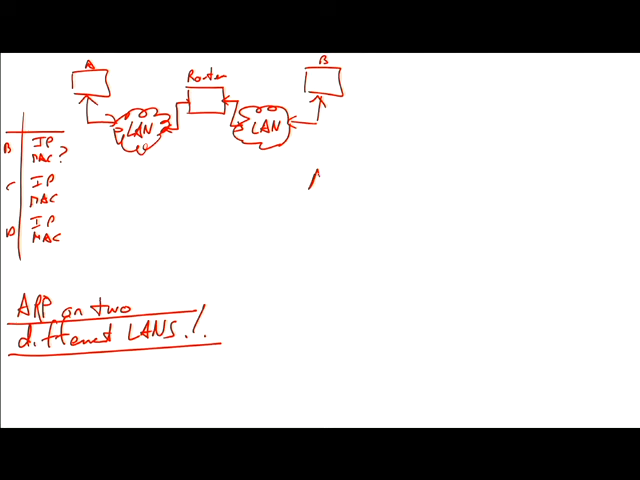 A
Router
B
LAN
LAN
B
IP
MAC?
C
IP
MAC
D
IP
MAC
ARP on two
different LANS!